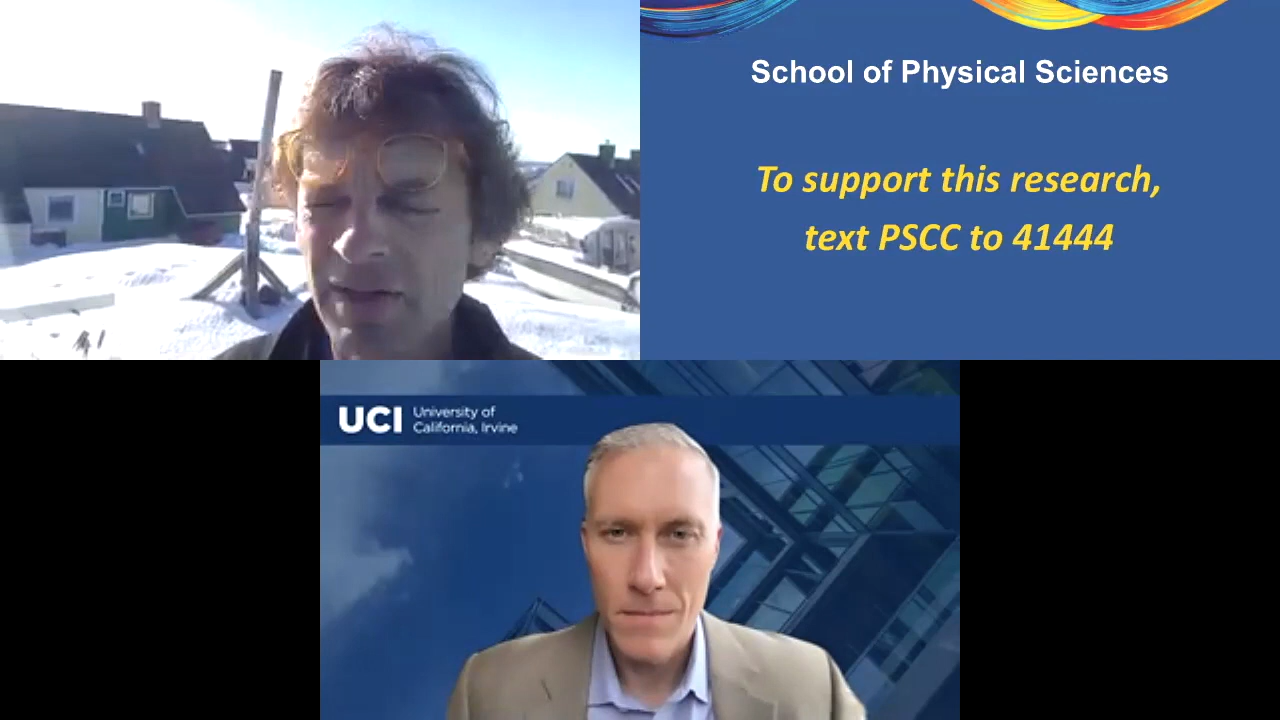 School of Physical Sciences
To support this research,
text PSCC to 41444
UCI University of
California, Irvine